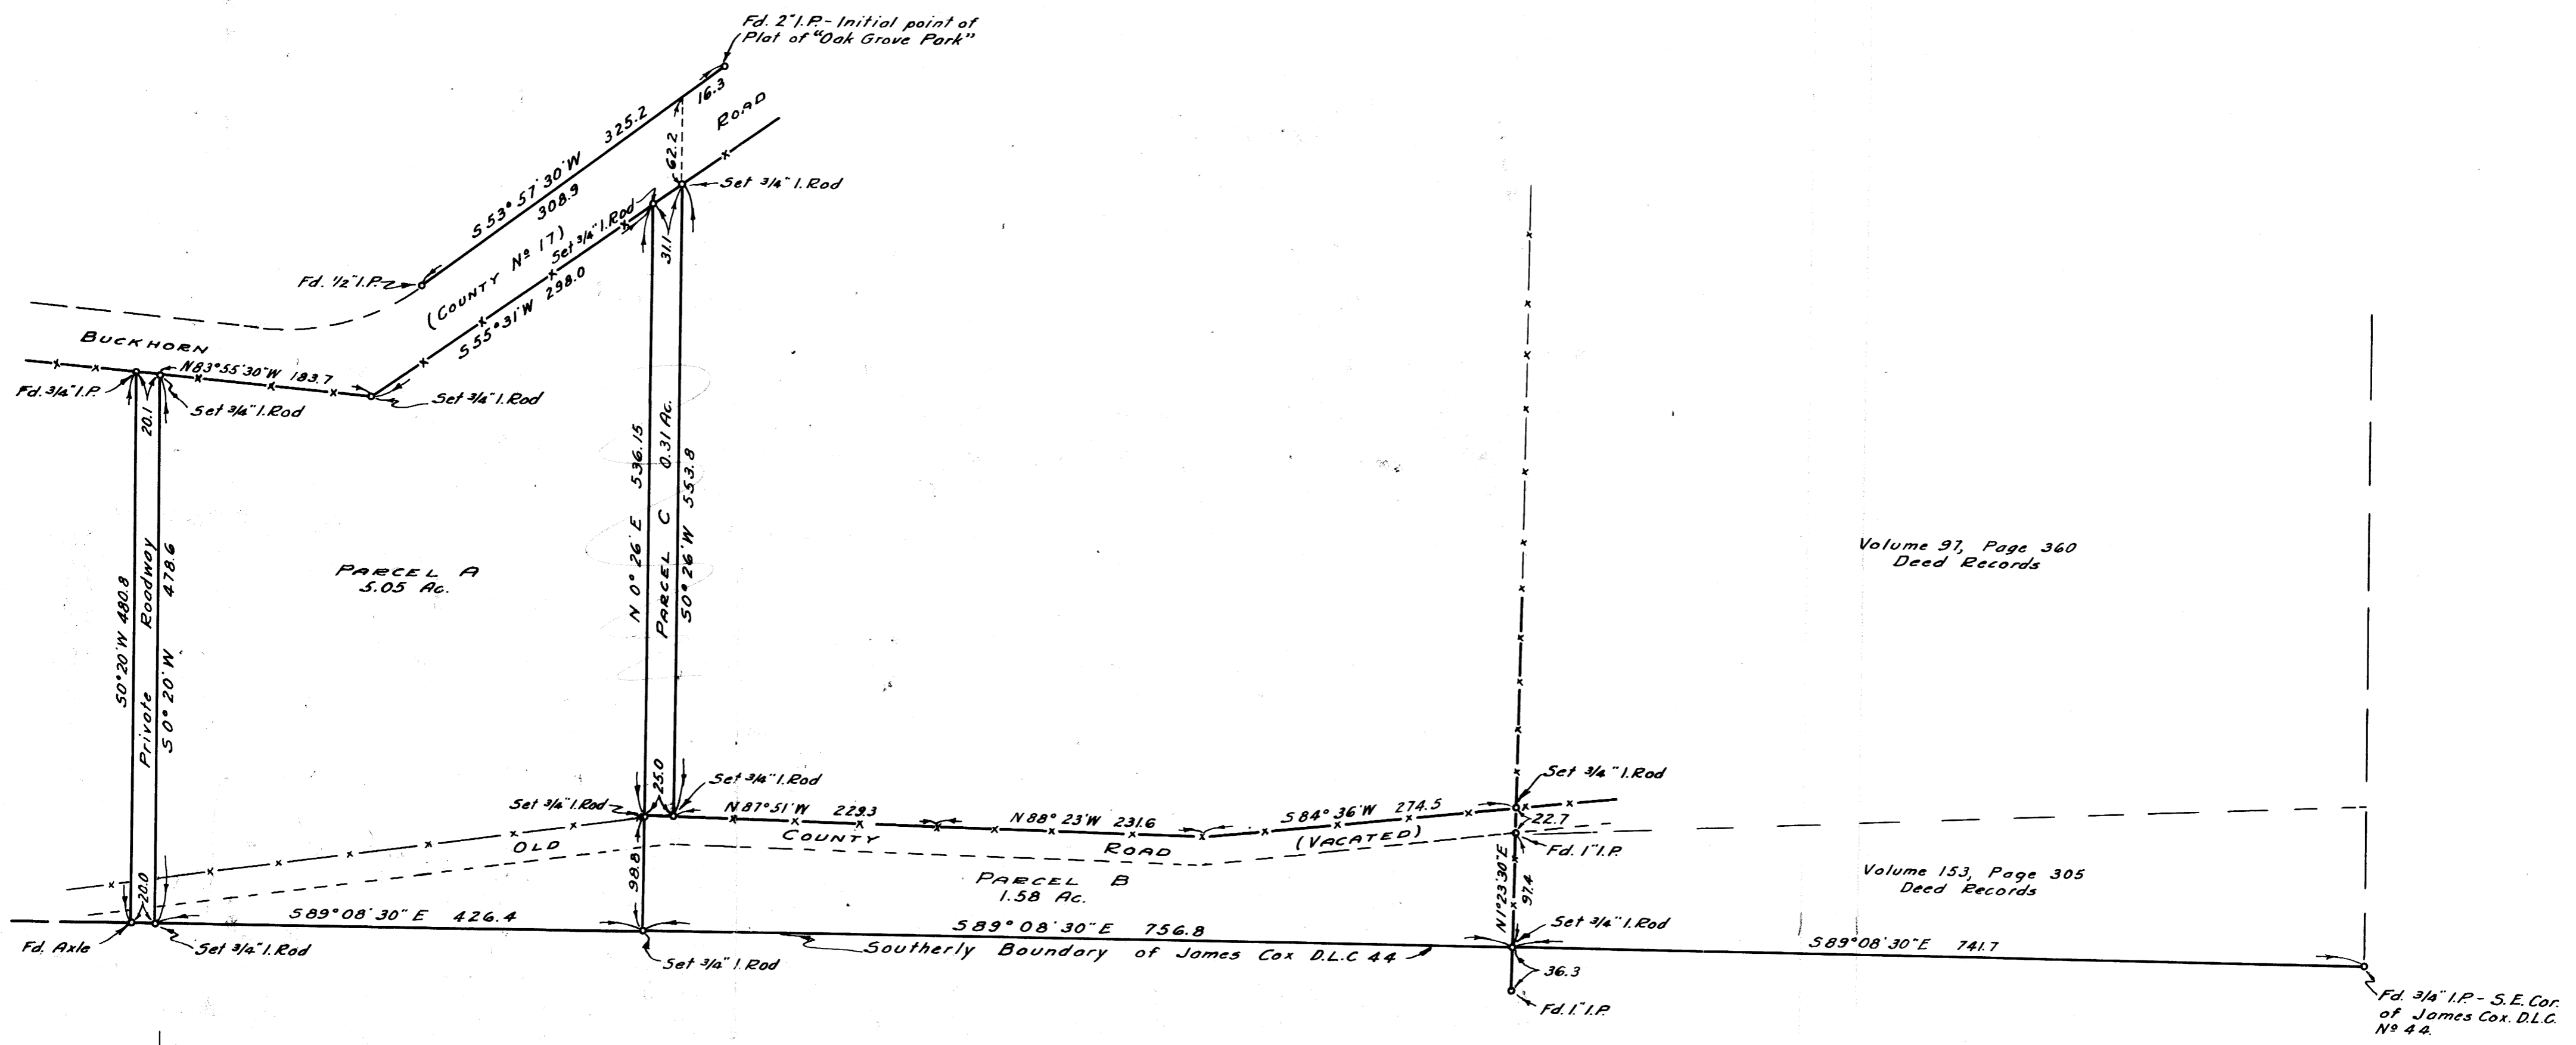 Fd. 2" I.P. - Initial point of
Plat of "Oak Grove Park"
S 53° 57' 30" W 325.2
308.9
16.3
ROAD
62.2
Set 3/4" I. Rod
Set 3/4" I. Rod
(COUNTY Nº 17)
S 55° 31' W 298.0
31.1
Fd. 1/2" I.P.
BUCKHORN
N 83° 55' 30" W 183.7
Fd. 3/4" I.P.
Set 3/4" I. Rod
Set 3/4" I. Rod
20.1
S 0° 20' W 480.8
Private Roadway
S 0° 20' W 478.6
PARCEL A
5.05 Ac.
N 0° 26' E 536.15
PARCEL C 0.31 Ac.
S 0° 26' W 553.8
Volume 97, Page 360
Deed Records
25.0
Set 3/4" I. Rod
Set 3/4" I. Rod
N 87° 51' W 229.3
N 88° 23' W 231.6
S 84° 36' W 274.5
Set 3/4" I. Rod
22.7
OLD COUNTY ROAD (VACATED)
Fd. 1" I.P.
98.8
PARCEL B
1.58 Ac.
N 1° 23' 30" E
97.4
Volume 153, Page 305
Deed Records
20.0
S 89° 08' 30" E 426.4
S 89° 08' 30" E 756.8
Set 3/4" I. Rod
S 89° 08' 30" E 741.7
Fd. Axle
Set 3/4" I. Rod
Set 3/4" I. Rod
Southerly Boundary of James Cox D.L.C 44
36.3
Fd. 1" I.P.
Fd. 3/4" I.P. - S.E. Cor.
of James Cox. D.L.C.
Nº 44.